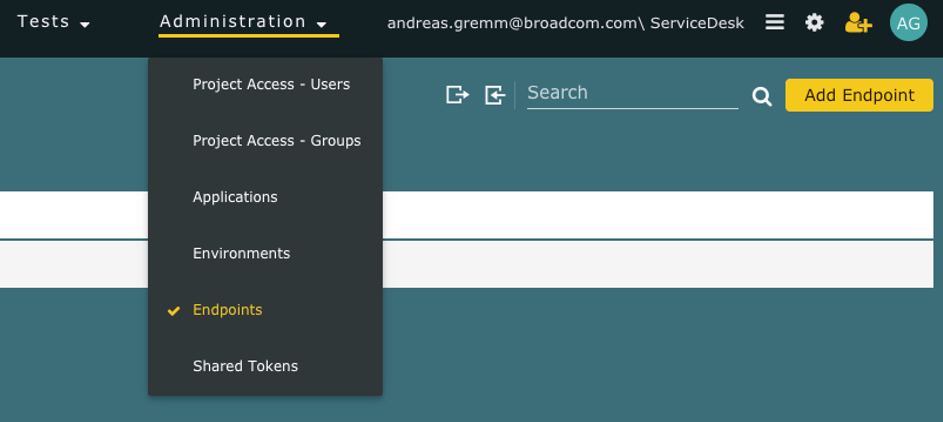 Tests
Administration
andreas.gremm@broadcom.com\ ServiceDesk
AG
Project Access - Users
Project Access - Groups
Applications
Environments
Endpoints
Shared Tokens
Search
Add Endpoint